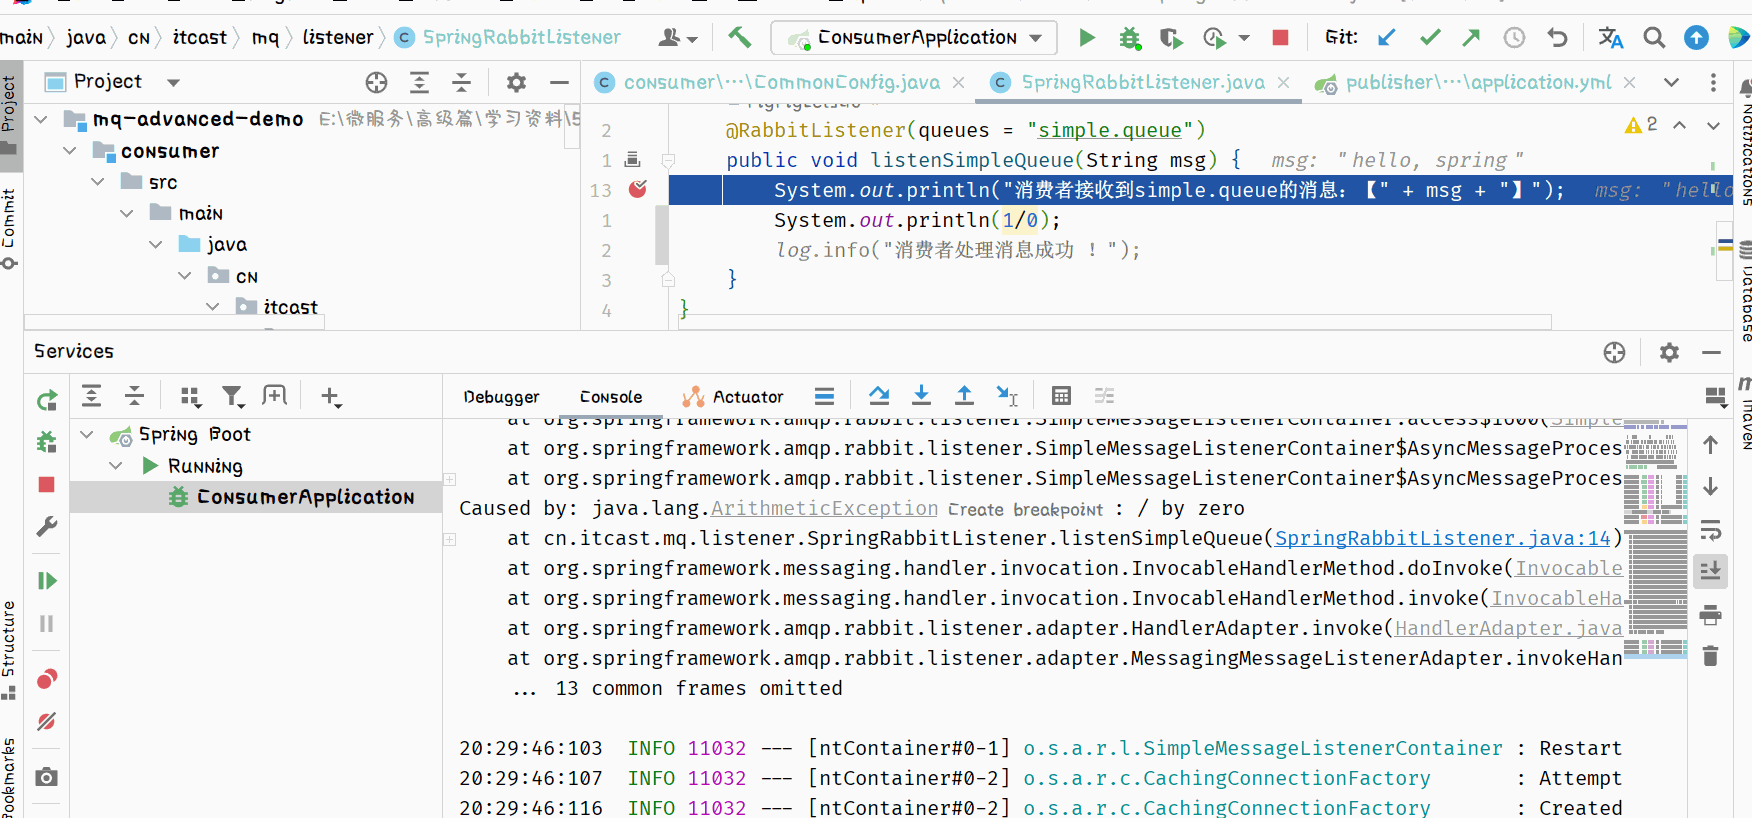 main java cn itcast mq listener SpringRabbitListener ConsumerApplication Git:
Project
consumer\···\CommonConfig.java SpringRabbitListener.java publisher\···\application.yml
mq-advanced-demo E:\微服务\高级篇\学习资料\5
consumer
src
main
java
cn
itcast
2 @RabbitListener(queues = "simple.queue") 2
1 public void listenSimpleQueue(String msg) { msg: "hello, spring"
13 System.out.println("消费者接收到simple.queue的消息：【" + msg + "】"); msg: "hello
1 System.out.println(1/0);
2 log.info("消费者处理消息成功 ！");
3 }
4 }
Project
Commit
Structure
Bookmarks
Notifications
Database
maven
Services
Debugger Console Actuator
Spring Boot
Running
ConsumerApplication
at org.springframework.amqp.rabbit.listener.SimpleMessageListenerContainer.access$1600(Simple
at org.springframework.amqp.rabbit.listener.SimpleMessageListenerContainer$AsyncMessageProces
at org.springframework.amqp.rabbit.listener.SimpleMessageListenerContainer$AsyncMessageProces
Caused by: java.lang.ArithmeticException Create breakpoint : / by zero
at cn.itcast.mq.listener.SpringRabbitListener.listenSimpleQueue(SpringRabbitListener.java:14)
at org.springframework.messaging.handler.invocation.InvocableHandlerMethod.doInvoke(Invocable
at org.springframework.messaging.handler.invocation.InvocableHandlerMethod.invoke(InvocableHa
at org.springframework.amqp.rabbit.listener.adapter.HandlerAdapter.invoke(HandlerAdapter.java
at org.springframework.amqp.rabbit.listener.adapter.MessagingMessageListenerAdapter.invokeHan
... 13 common frames omitted
20:29:46:103 INFO 11032 --- [ntContainer#0-1] o.s.a.r.l.SimpleMessageListenerContainer : Restart
20:29:46:107 INFO 11032 --- [ntContainer#0-2] o.s.a.r.c.CachingConnectionFactory : Attempt
20:29:46:116 INFO 11032 --- [ntContainer#0-2] o.s.a.r.c.CachingConnectionFactory : Created